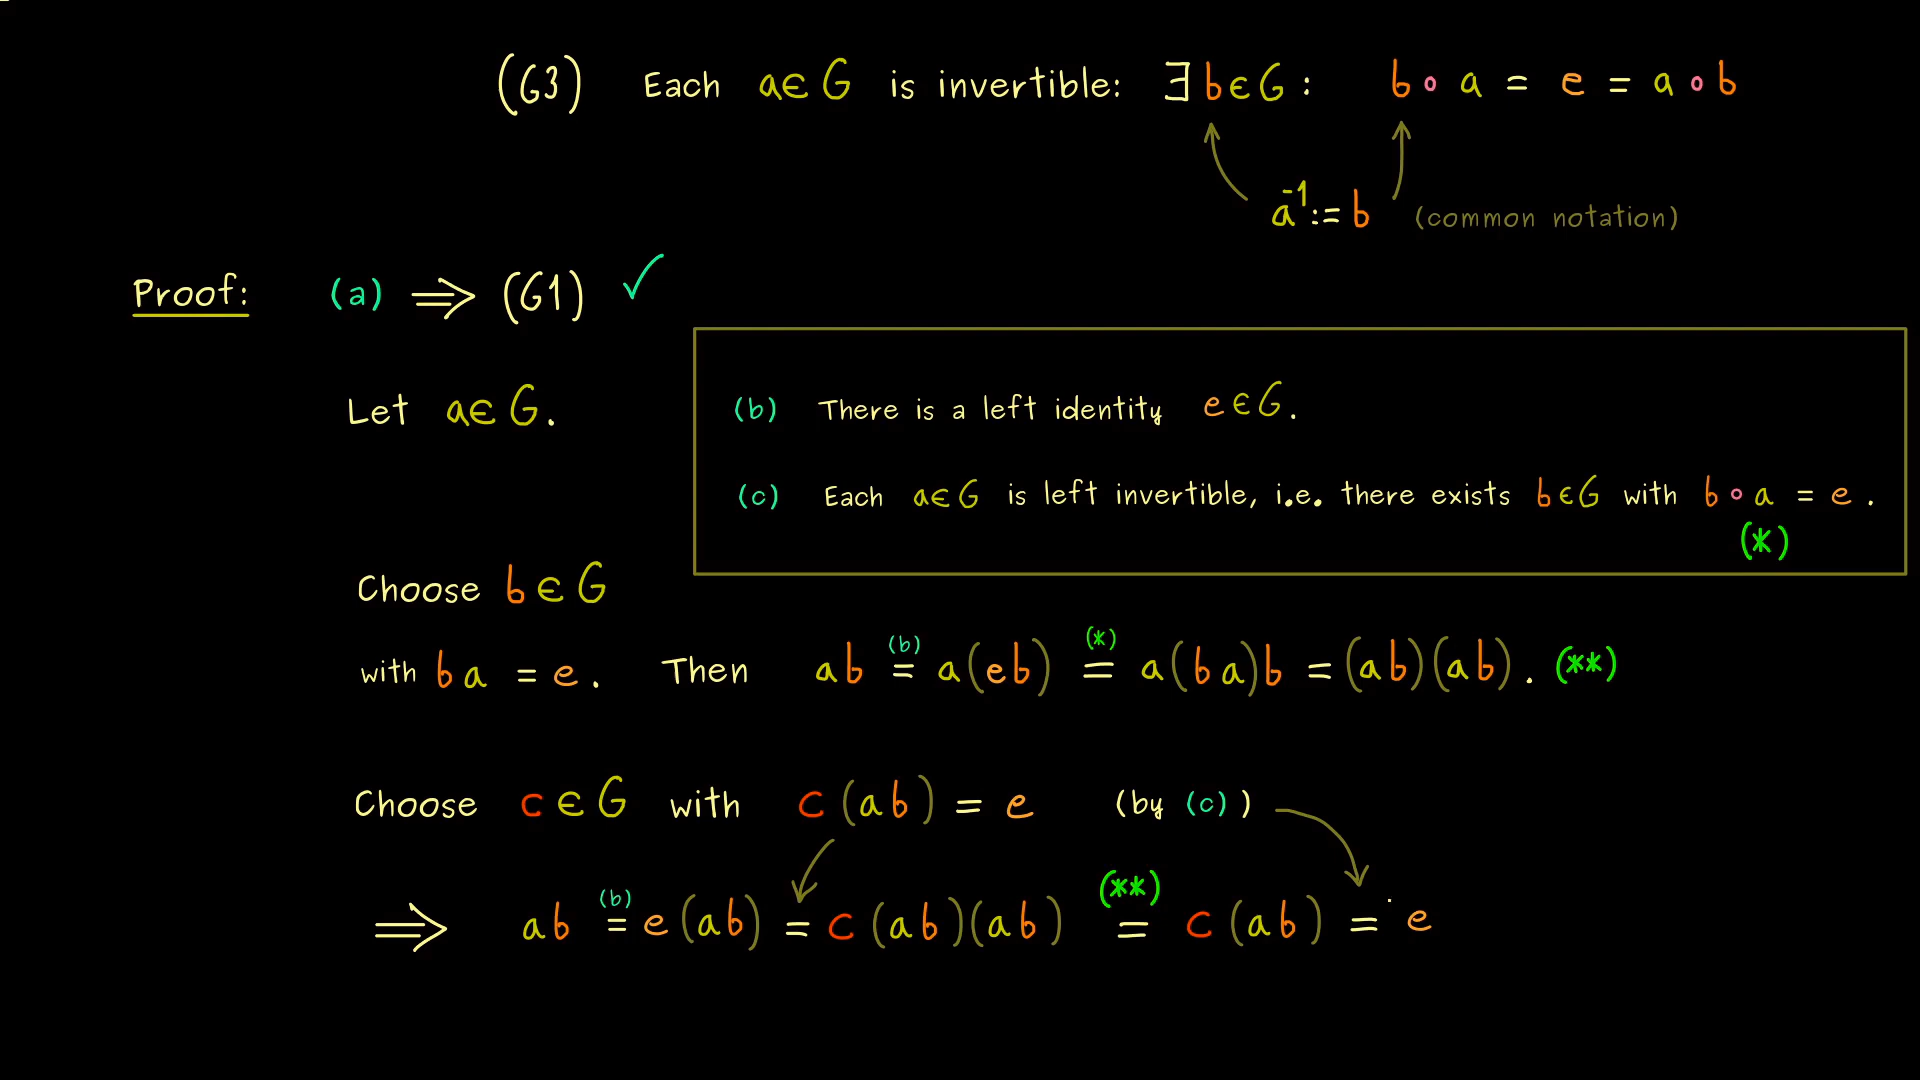 (G3) Each a∈G is invertible: ∃b∈G: b∘a = e = a∘b
a⁻¹:=b (common notation)
Proof: (a) ⟹ (G1) ✓
Let a∈G.
(b) There is a left identity e∈G.
(c) Each a∈G is left invertible, i.e. there exists b∈G with b∘a = e.
(*)
Choose b∈G
with ba = e. Then ab =(b) a(eb) =(*) a(ba)b = (ab)(ab). (**)
Choose c∈G with c(ab) = e (by (c))
⟹ ab =(b) e(ab) = c(ab)(ab) =(**) c(ab) = e